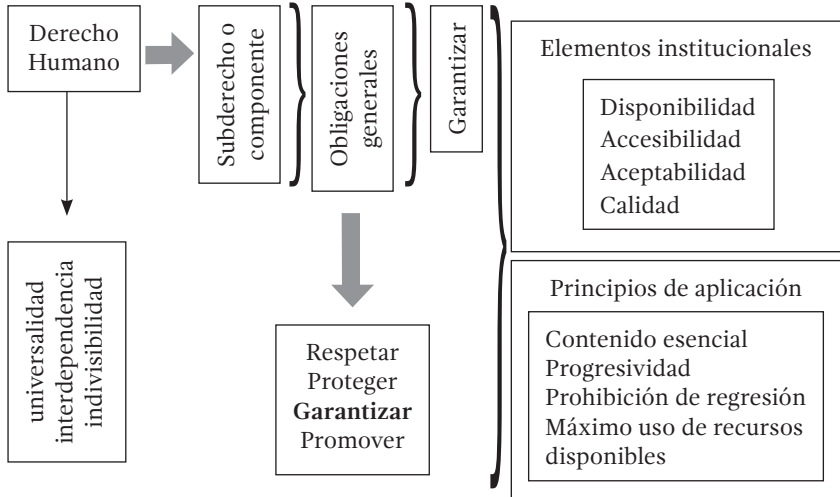 Derecho
Humano
Subderecho o
componente
Obligaciones
generales
Garantizar
Elementos institucionales
Disponibilidad
Accesibilidad
Aceptabilidad
Calidad
universalidad
interdependencia
indivisibilidad
Respetar
Proteger
Garantizar
Promover
Principios de aplicación
Contenido esencial
Progresividad
Prohibición de regresión
Máximo uso de recursos
disponibles